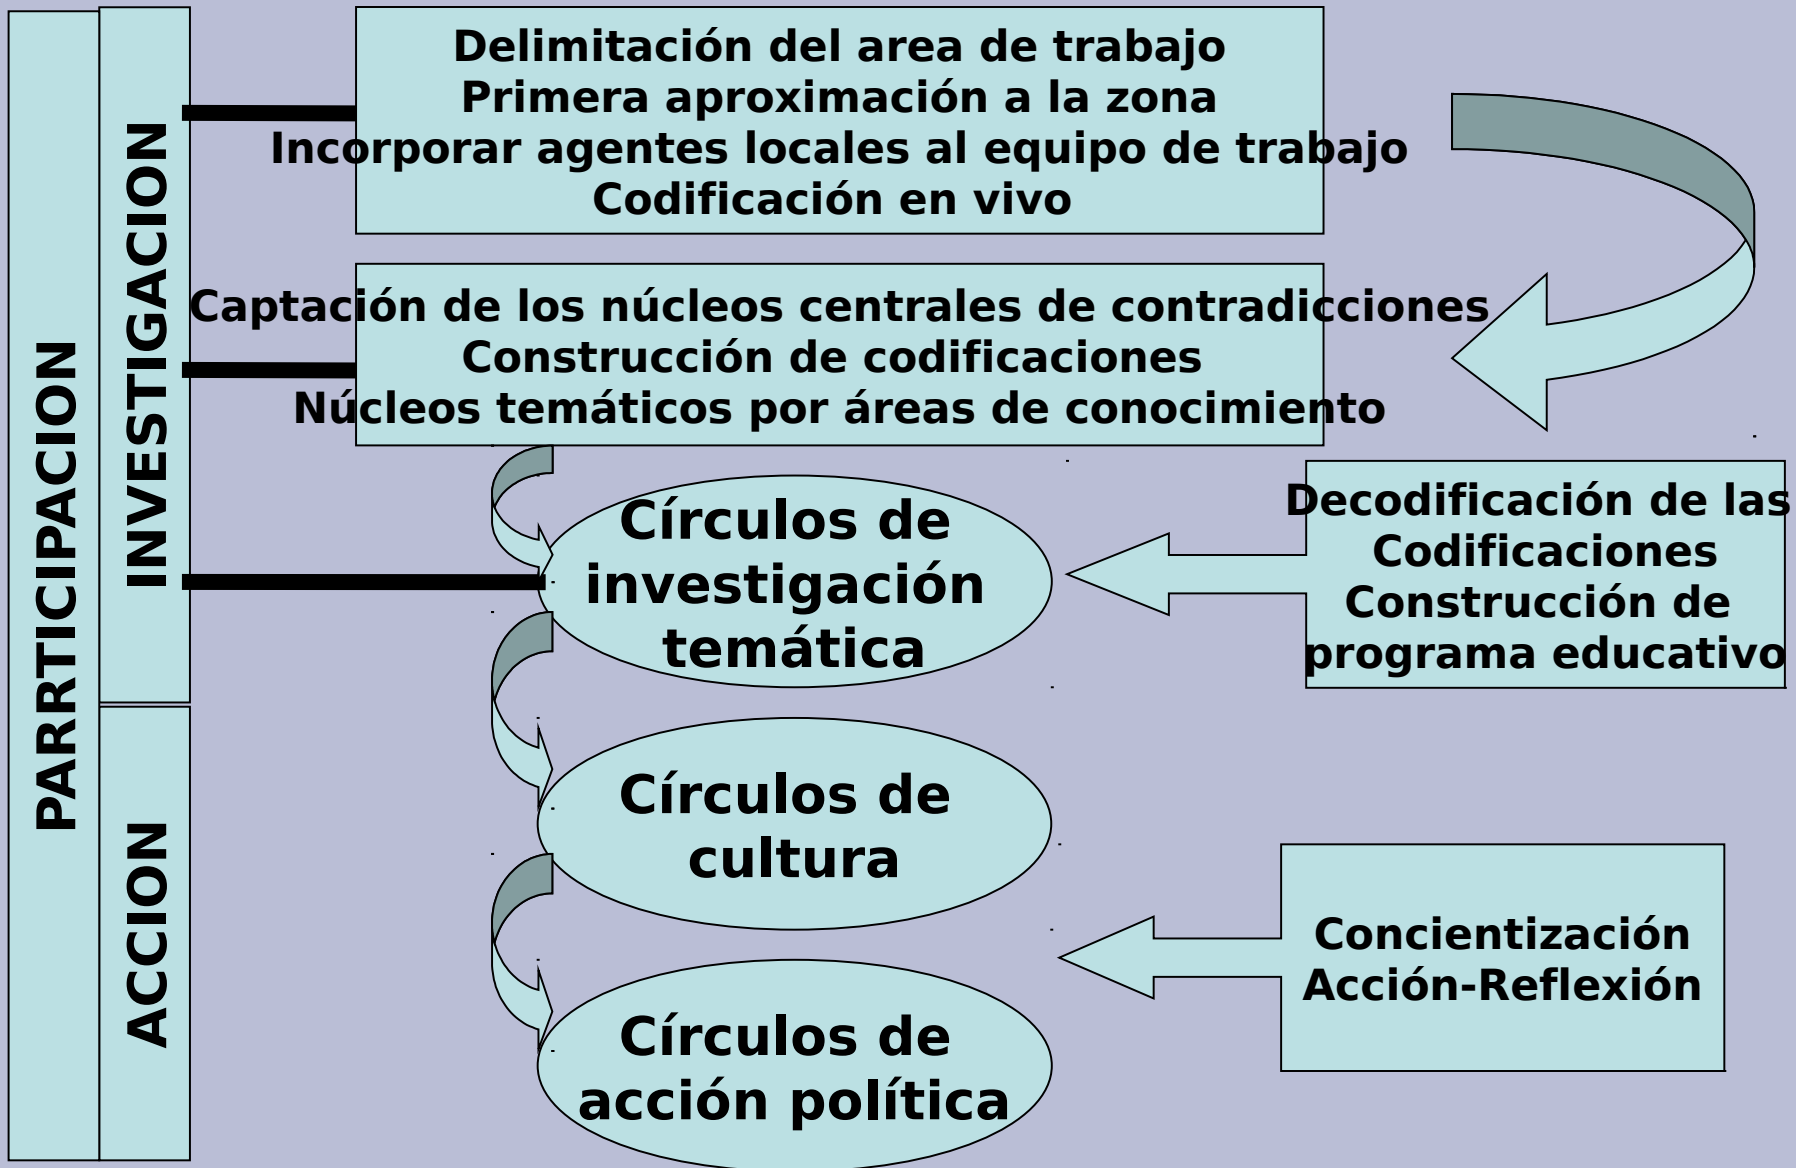 PARRTICIPACION
INVESTIGACION
ACCION
Delimitación del area de trabajo
Primera aproximación a la zona
Incorporar agentes locales al equipo de trabajo
Codificación en vivo
Captación de los núcleos centrales de contradicciones
Construcción de codificaciones
Núcleos temáticos por áreas de conocimiento
Círculos de
investigación
temática
Decodificación de las
Codificaciones
Construcción de
programa educativo
Círculos de
cultura
Concientización
Acción-Reflexión
Círculos de
acción política